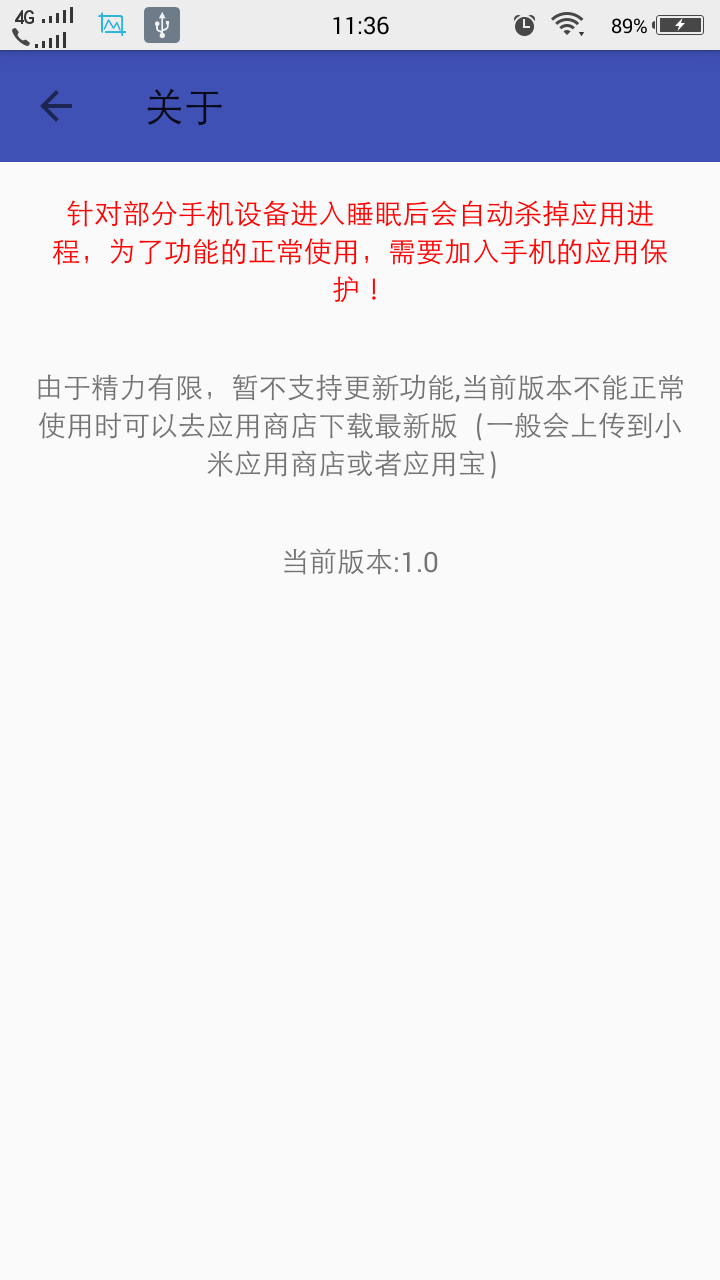 4G
11:36
89%
关于
针对部分手机设备进入睡眠后会自动杀掉应用进
程，为了功能的正常使用，需要加入手机的应用保
护！
由于精力有限，暂不支持更新功能,当前版本不能正常
使用时可以去应用商店下载最新版（一般会上传到小
米应用商店或者应用宝）
当前版本:1.0